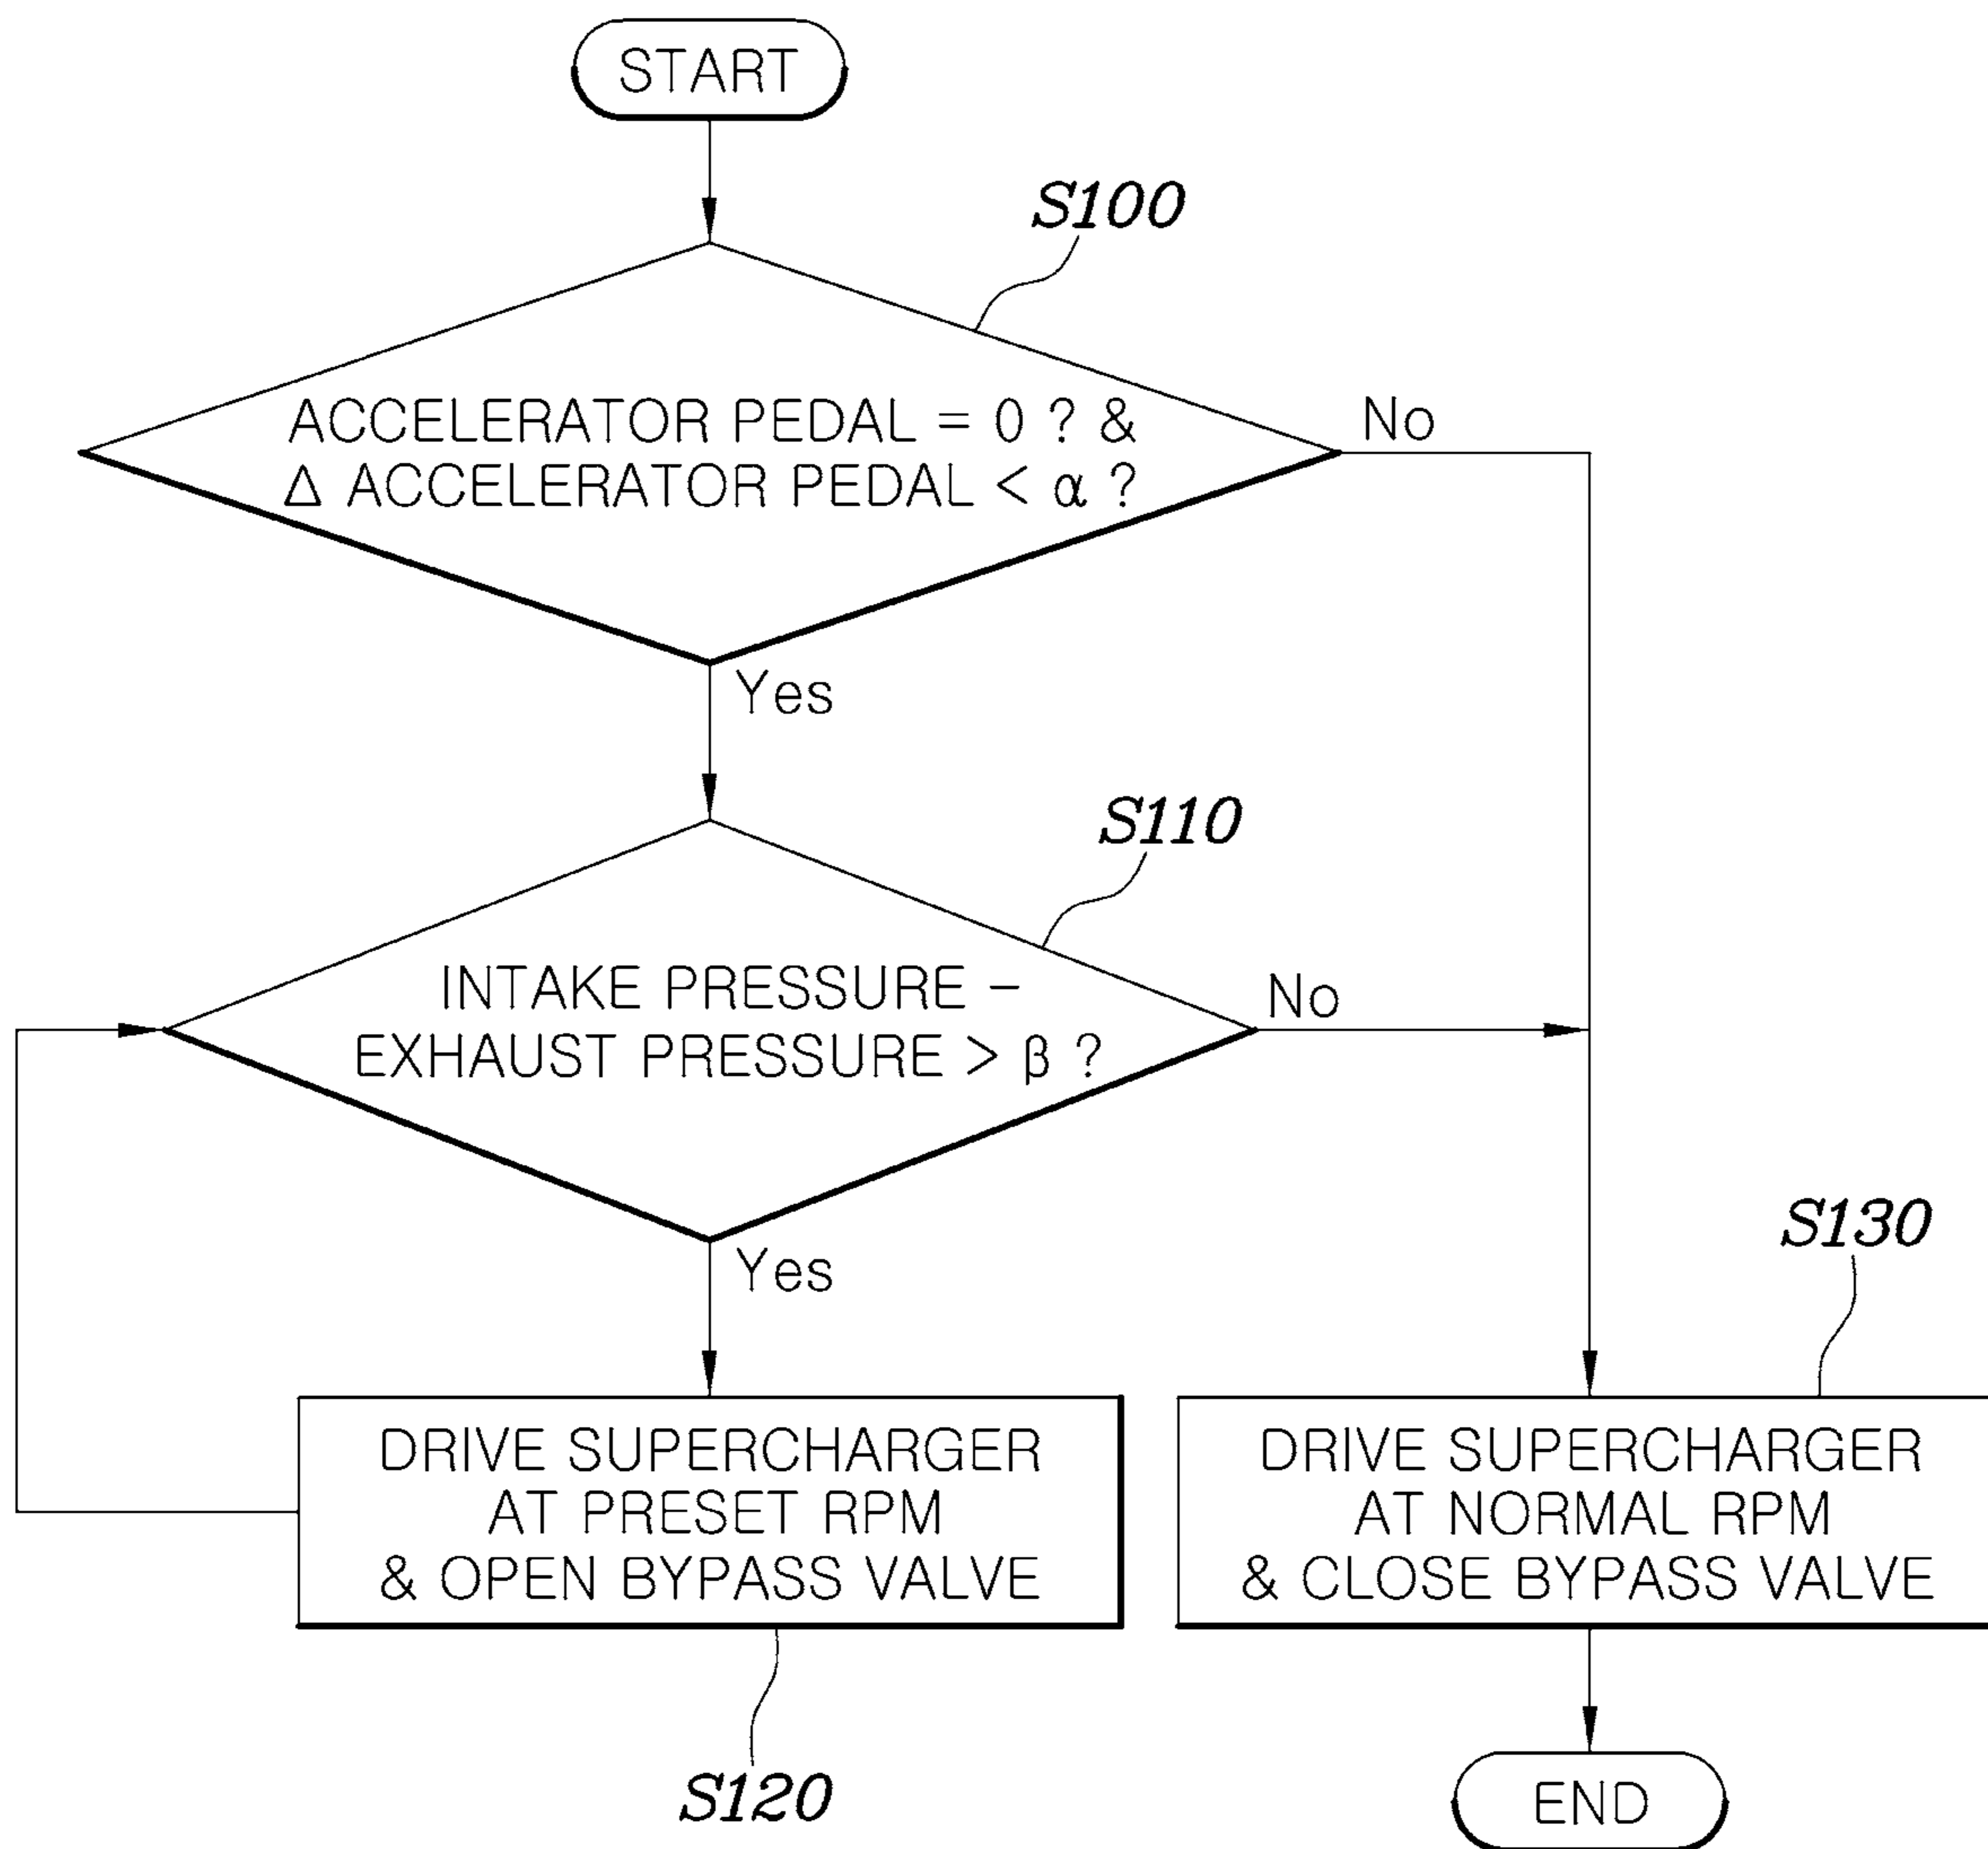 START
S100
ACCELERATOR PEDAL = 0 ? &
Δ ACCELERATOR PEDAL < α ?
No
Yes
S110
INTAKE PRESSURE –
EXHAUST PRESSURE > β ?
No
Yes
S130
DRIVE SUPERCHARGER
AT PRESET RPM
& OPEN BYPASS VALVE
DRIVE SUPERCHARGER
AT NORMAL RPM
& CLOSE BYPASS VALVE
S120
END